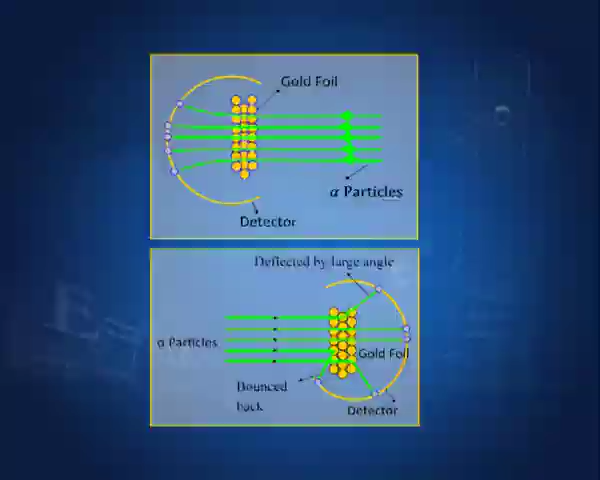 Gold Foil
α Particles
Detector
Deflected by large angle
α Particles
Gold Foil
Bounced
back
Detector